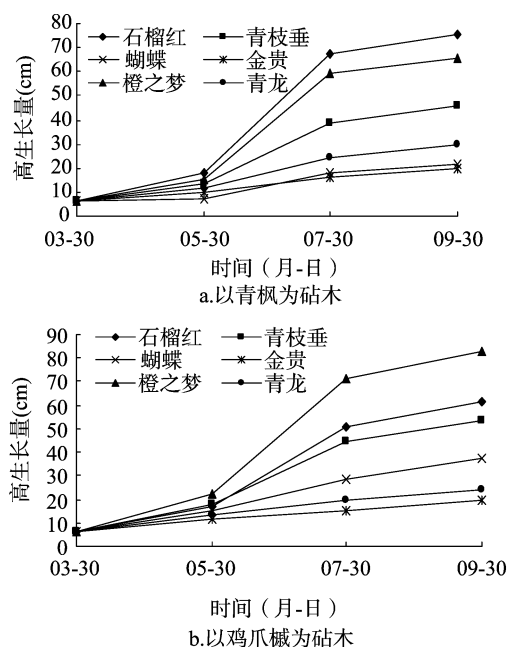 80
70
60
50
40
30
20
10
0
高生长量(cm)
石榴红 青枝垂
蝴蝶 金贵
橙之梦 青龙
03-30 05-30 07-30 09-30
时间（月-日）
a.以青枫为砧木
90
80
70
60
50
40
30
20
10
0
高生长量(cm)
石榴红 青枝垂
蝴蝶 金贵
橙之梦 青龙
03-30 05-30 07-30 09-30
时间（月-日）
b.以鸡爪槭为砧木